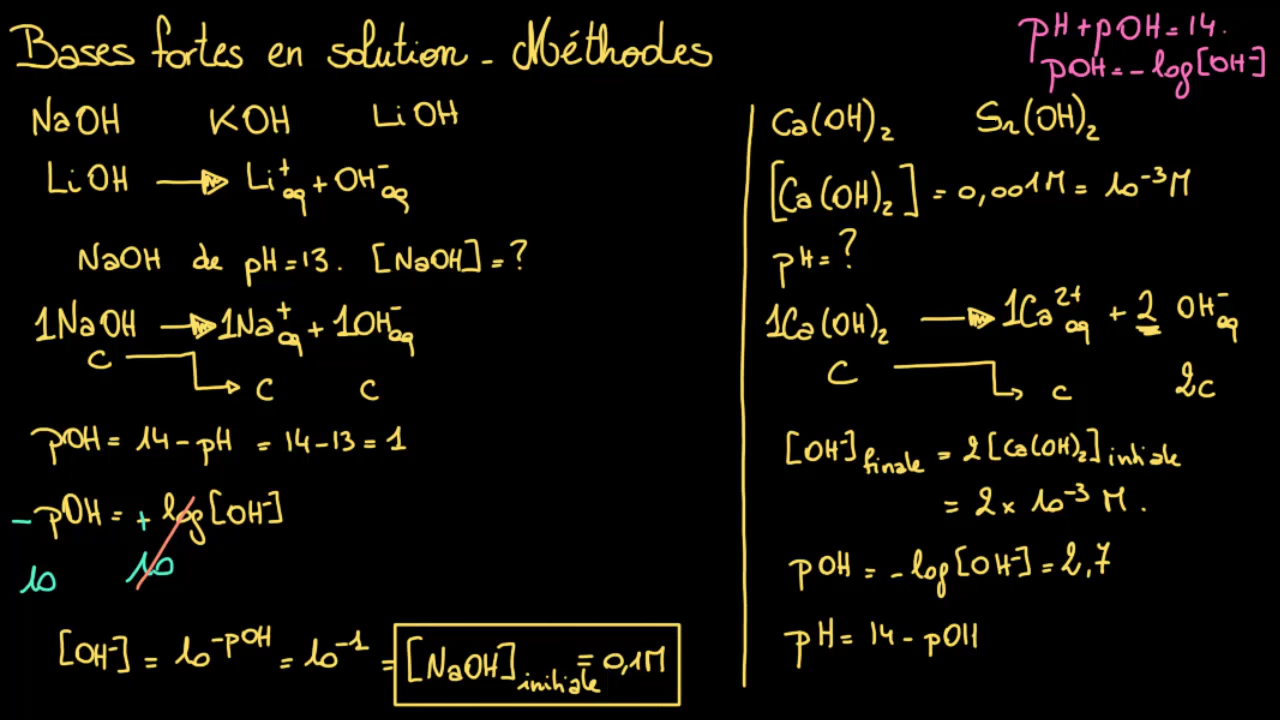 Bases fortes en solution - Méthodes
pH + pOH = 14.
pOH = - log[OH⁻]
NaOH KOH LiOH
LiOH → Li⁺aq + OH⁻aq
NaOH de pH = 13. [NaOH] = ?
1NaOH → 1Na⁺aq + 1OH⁻aq
C → C C
pOH = 14 - pH = 14 - 13 = 1
- pOH = + log[OH⁻]
10 10
[OH⁻] = 10⁻ᵖᴼᴴ = 10⁻¹ = [NaOH]initiale = 0,1M
Ca(OH)₂ Sr(OH)₂
[Ca(OH)₂] = 0,001M = 10⁻³M
pH = ?
1Ca(OH)₂ → 1Ca²⁺aq + 2 OH⁻aq
C → C 2C
[OH⁻]finale = 2[Ca(OH)₂]initiale
= 2 × 10⁻³ M.
pOH = - log[OH⁻] = 2,7
pH = 14 - pOH